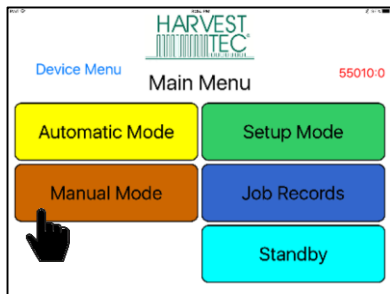 HARVEST
TEC
Device Menu
Main Menu
55010:0
Automatic Mode
Setup Mode
Manual Mode
Job Records
Standby